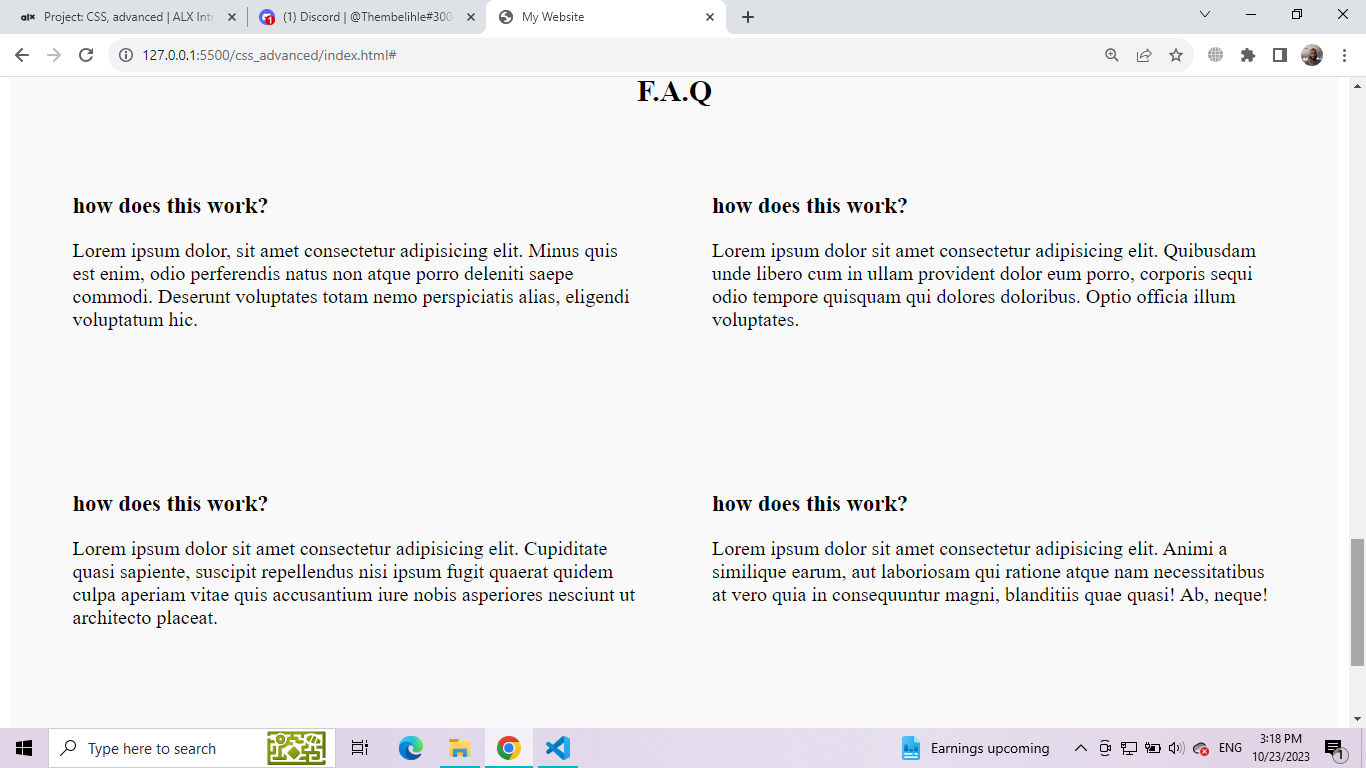 alx Project: CSS, advanced | ALX Intr
1 (1) Discord | @Thembelihle#300
My Website
127.0.0.1:5500/css_advanced/index.html#
F.A.Q
how does this work?
Lorem ipsum dolor, sit amet consectetur adipisicing elit. Minus quis
est enim, odio perferendis natus non atque porro deleniti saepe
commodi. Deserunt voluptates totam nemo perspiciatis alias, eligendi
voluptatum hic.
how does this work?
Lorem ipsum dolor sit amet consectetur adipisicing elit. Quibusdam
unde libero cum in ullam provident dolor eum porro, corporis sequi
odio tempore quisquam qui dolores doloribus. Optio officia illum
voluptates.
how does this work?
Lorem ipsum dolor sit amet consectetur adipisicing elit. Cupiditate
quasi sapiente, suscipit repellendus nisi ipsum fugit quaerat quidem
culpa aperiam vitae quis accusantium iure nobis asperiores nesciunt ut
architecto placeat.
how does this work?
Lorem ipsum dolor sit amet consectetur adipisicing elit. Animi a
similique earum, aut laboriosam qui ratione atque nam necessitatibus
at vero quia in consequuntur magni, blanditiis quae quasi! Ab, neque!
Type here to search
Earnings upcoming
ENG
3:18 PM
10/23/2023
1